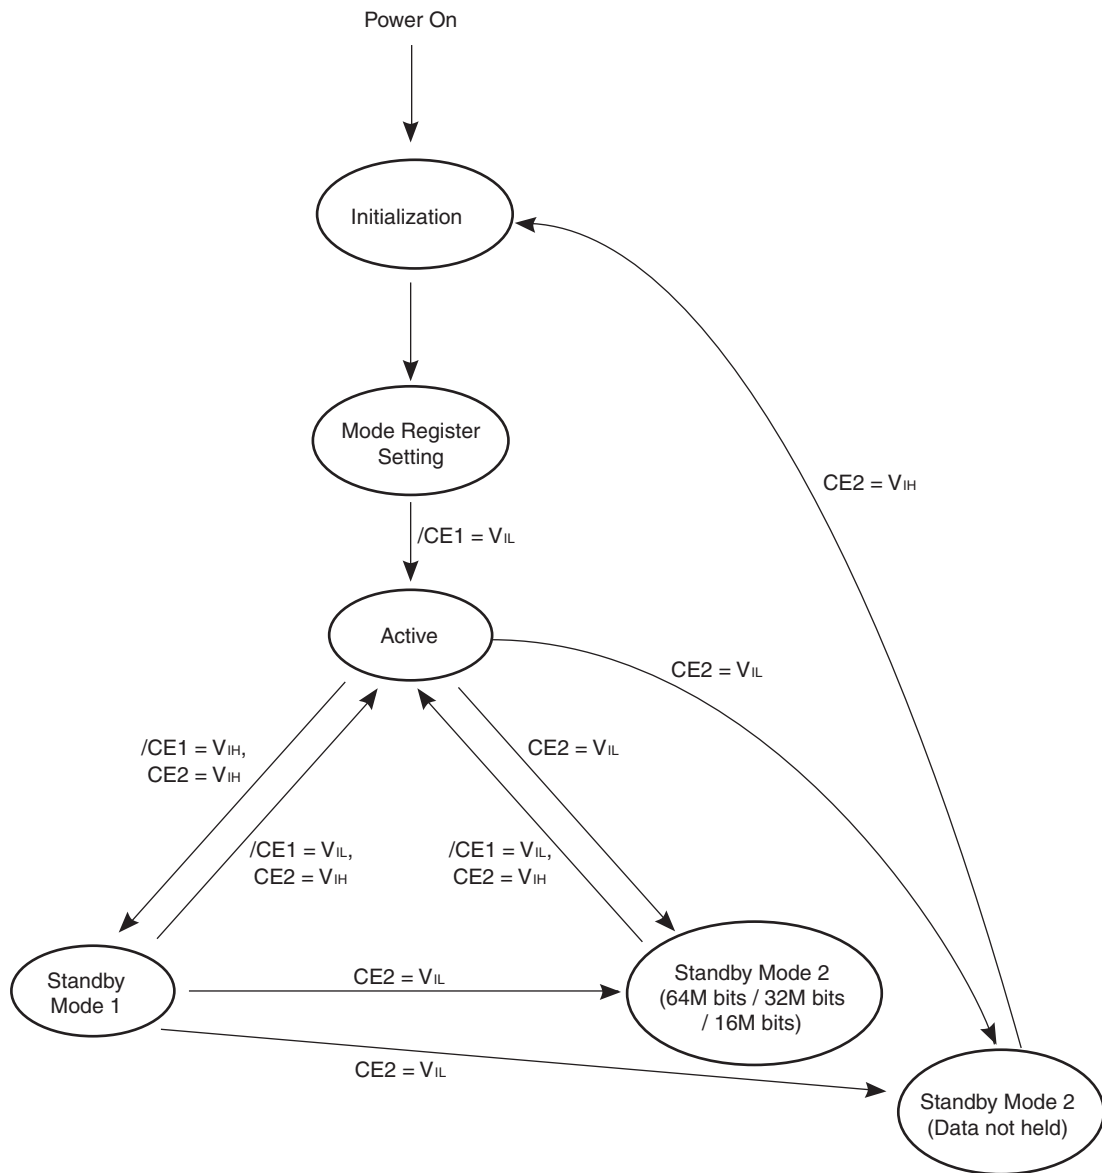 Power On
Initialization
Mode Register
Setting
CE2 = VIH
/CE1 = VIL
Active
CE2 = VIL
/CE1 = VIH,
CE2 = VIH
CE2 = VIL
/CE1 = VIL,
CE2 = VIH
/CE1 = VIL,
CE2 = VIH
Standby
Mode 1
CE2 = VIL
Standby Mode 2
(64M bits / 32M bits
/ 16M bits)
CE2 = VIL
Standby Mode 2
(Data not held)